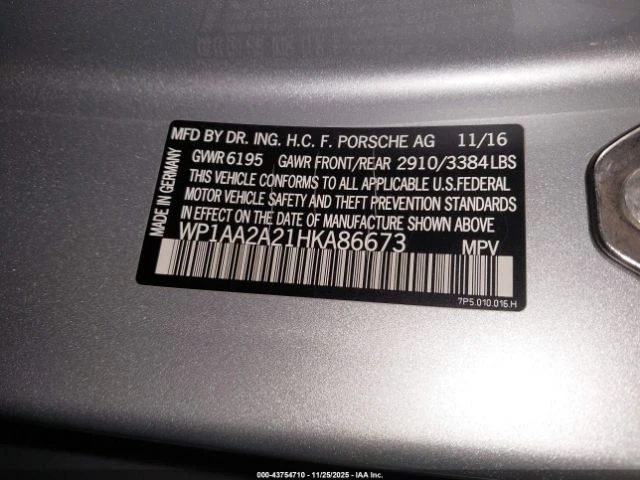 MFD BY DR. ING. H.C. F. PORSCHE AG 11/16
GVWR 6195 GAWR FRONT/REAR 2910/3384 LBS
THIS VEHICLE CONFORMS TO ALL APPLICABLE U.S.FEDERAL
MOTOR VEHICLE SAFETY AND THEFT PREVENTION STANDARDS
IN EFFECT ON THE DATE OF MANUFACTURE SHOWN ABOVE
WP1AA2A21HKA86673 MPV
MADE IN GERMANY
7P5.010.016.H
000-43754710 - 11/25/2025 - IAA Inc.